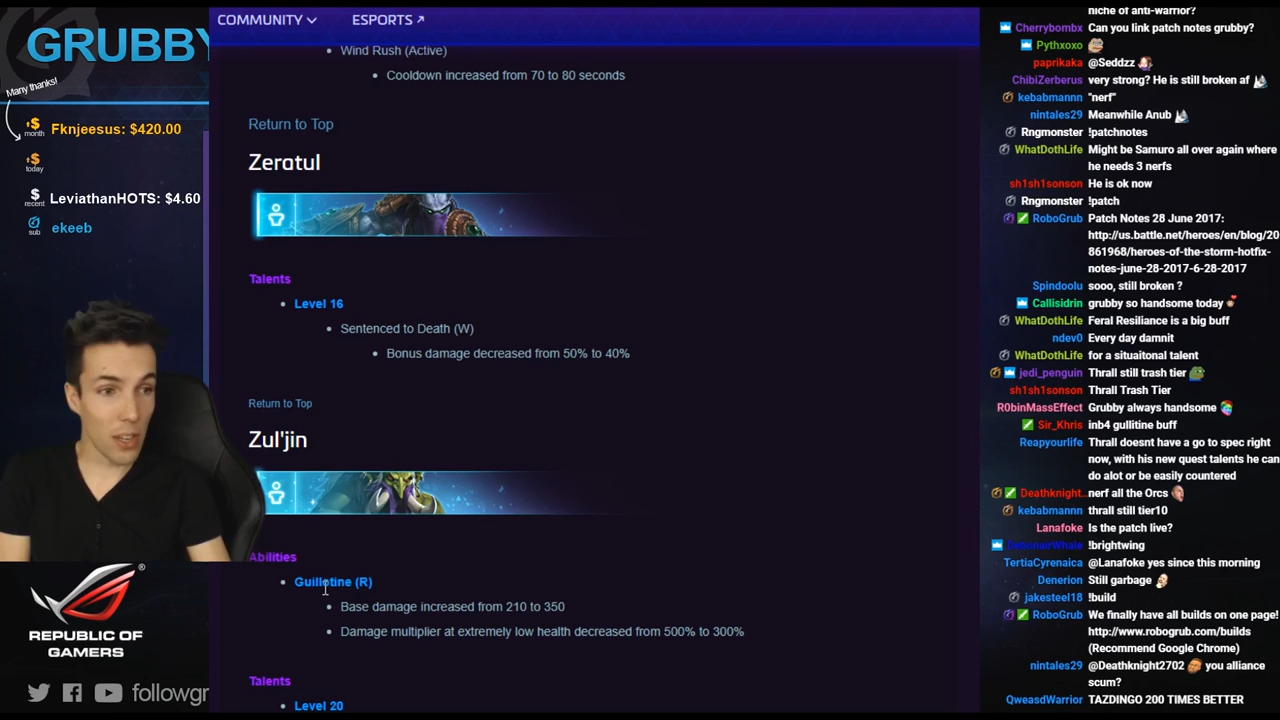 COMMUNITY
ESPORTS
GRUBBY
Many thanks!
$
month
Fknjeesus: $420.00
$
today
$
recent
LeviathanHOTS: $4.60
sub
ekeeb
REPUBLIC OF
GAMERS
®
followgr
Wind Rush (Active)
Cooldown increased from 70 to 80 seconds
Return to Top
Zeratul
Talents
Level 16
Sentenced to Death (W)
Bonus damage decreased from 50% to 40%
Return to Top
Zul'jin
Abilities
Guillotine (R)
Base damage increased from 210 to 350
Damage multiplier at extremely low health decreased from 500% to 300%
Talents
Level 20
niche of anti-warrior?
Cherrybombx Can you link patch notes grubby?
Pythxoxo
paprikaka @Seddzz
ChibiZerberus very strong? He is still broken af
kebabmannn "nerf"
nintales29 Meanwhile Anub
Rngmonster !patchnotes
WhatDothLife Might be Samuro all over again where
he needs 3 nerfs
sh1sh1sonson He is ok now
Rngmonster !patch
RoboGrub Patch Notes 28 June 2017:
http://us.battle.net/heroes/en/blog/20
861968/heroes-of-the-storm-hotfix-
notes-june-28-2017-6-28-2017
Spindoolu sooo, still broken ?
Callisidrin grubby so handsome today
WhatDothLife Feral Resiliance is a big buff
ndev0 Every day damnit
WhatDothLife for a situaitonal talent
jedi_penguin Thrall still trash tier
sh1sh1sonson Thrall Trash Tier
R0binMassEffect Grubby always handsome
Sir_Khris inb4 gullitine buff
Reapyourlife Thrall doesnt have a go to spec right
now, with his new quest talents he can
do alot or be easily countered
Deathknight... nerf all the Orcs
kebabmannn thrall still tier10
Lanafoke Is the patch live?
DebonairWhale !brightwing
TertiaCyrenaica @Lanafoke yes since this morning
Denerion Still garbage
jakesteel18 !build
RoboGrub We finally have all builds on one page!
http://www.robogrub.com/builds
(Recommend Google Chrome)
nintales29 @Deathknight2702 you alliance
scum?
QweasdWarrior TAZDINGO 200 TIMES BETTER